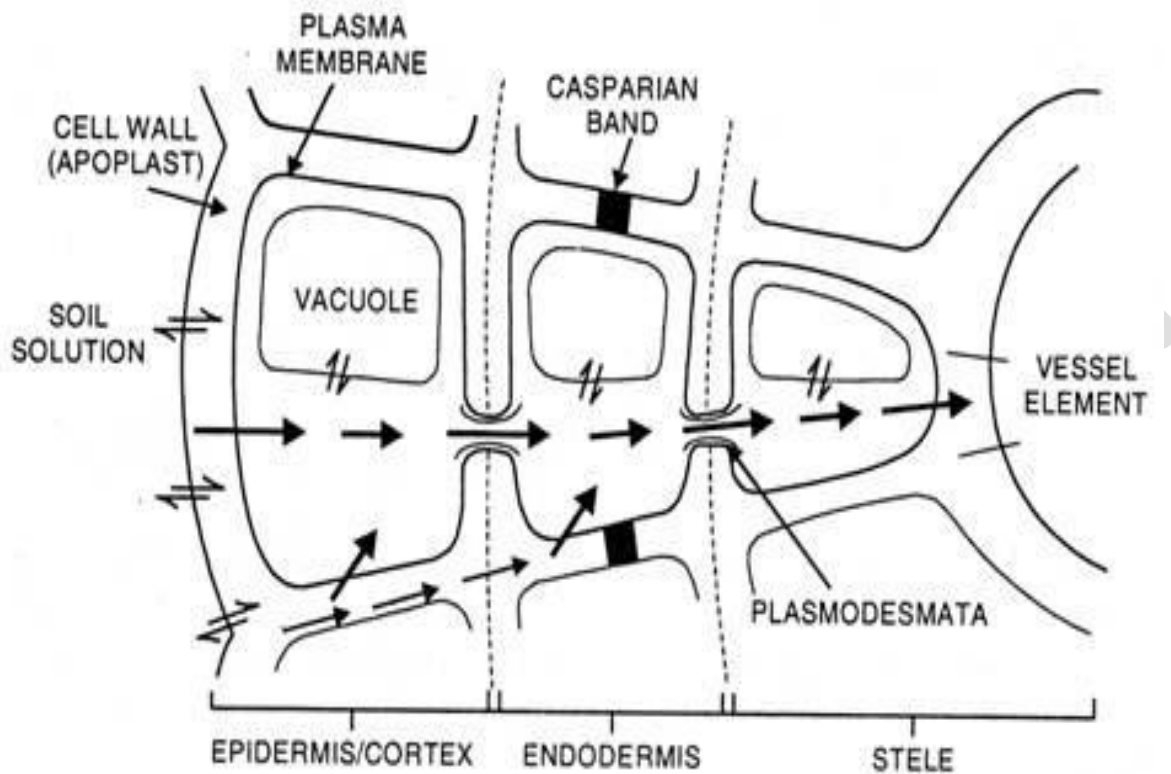 PLASMA
MEMBRANE
CASPARIAN
BAND
CELL WALL
(APOPLAST)
VACUOLE
SOIL
SOLUTION
VESSEL
ELEMENT
PLASMODESMATA
EPIDERMIS/CORTEX
ENDODERMIS
STELE